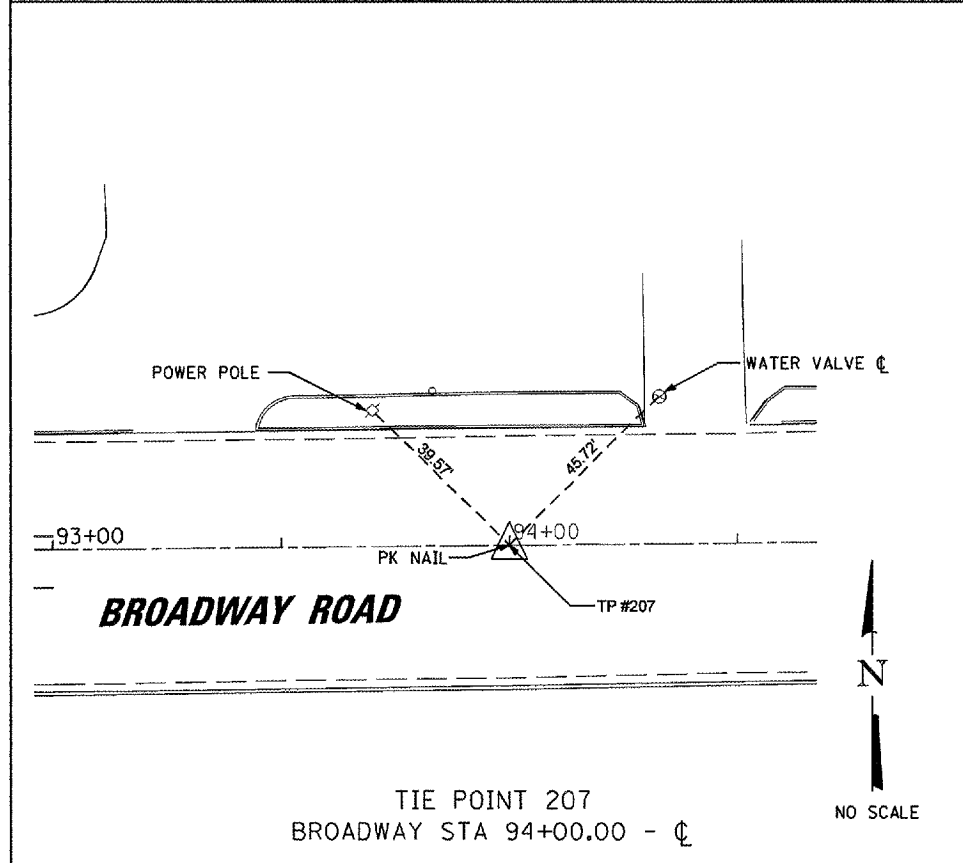 POWER POLE
WATER VALVE ℄
39.57'
45.72'
93+00
94+00
PK NAIL
TP #207
BROADWAY ROAD
N
NO SCALE
TIE POINT 207
BROADWAY STA 94+00.00 - ℄